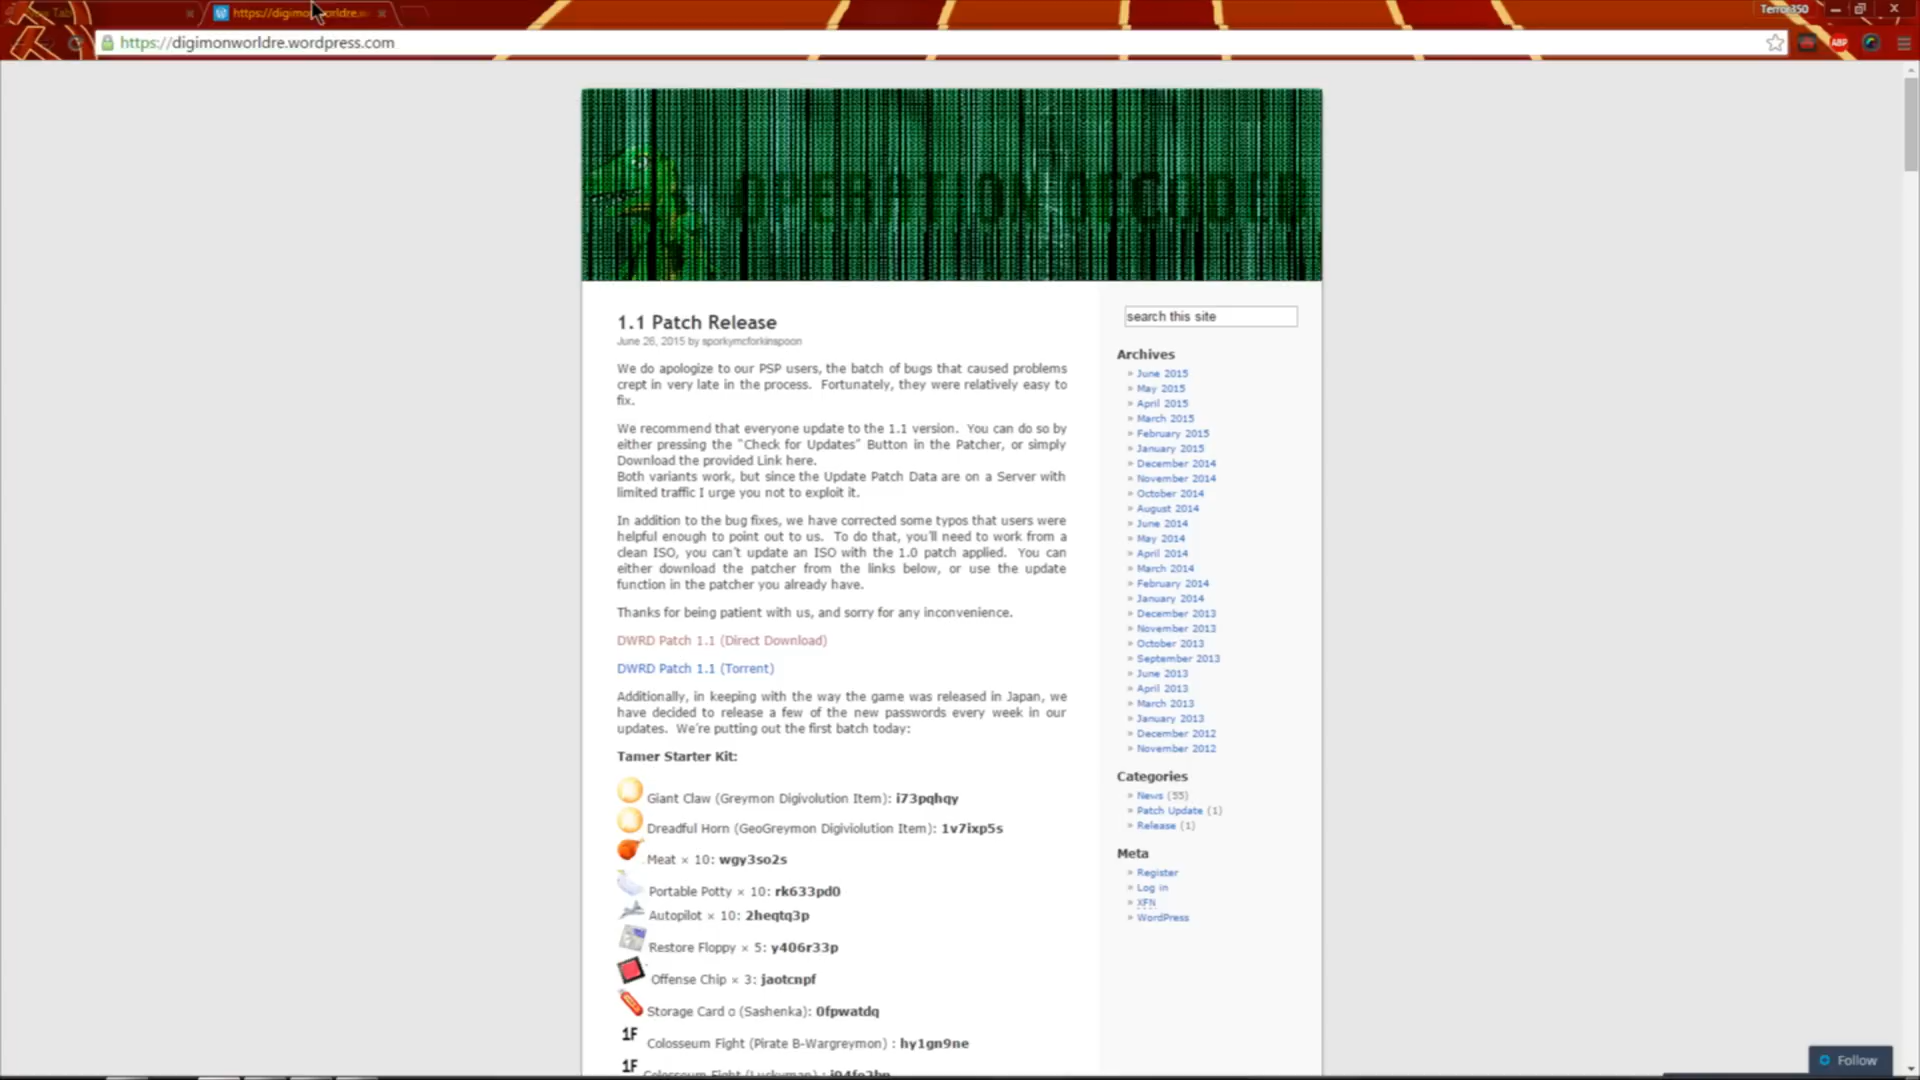 https://digimonworldre.w
Terror350
https://digimonworldre.wordpress.com
ABP
OPERATION DECODER
1.1 Patch Release
June 26, 2015 by sporkymcforkinspoon
We do apologize to our PSP users, the batch of bugs that caused problems
crept in very late in the process. Fortunately, they were relatively easy to
fix.
We recommend that everyone update to the 1.1 version. You can do so by
either pressing the "Check for Updates" Button in the Patcher, or simply
Download the provided Link here.
Both variants work, but since the Update Patch Data are on a Server with
limited traffic I urge you not to exploit it.
In addition to the bug fixes, we have corrected some typos that users were
helpful enough to point out to us. To do that, you'll need to work from a
clean ISO, you can't update an ISO with the 1.0 patch applied. You can
either download the patcher from the links below, or use the update
function in the patcher you already have.
Thanks for being patient with us, and sorry for any inconvenience.
DWRD Patch 1.1 (Direct Download)
DWRD Patch 1.1 (Torrent)
Additionally, in keeping with the way the game was released in Japan, we
have decided to release a few of the new passwords every week in our
updates. We're putting out the first batch today:
Tamer Starter Kit:
Giant Claw (Greymon Digivolution Item): i73pqhqy
Dreadful Horn (GeoGreymon Digiviolution Item): 1v7ixp5s
Meat × 10: wgy3so2s
Portable Potty × 10: rk633pd0
Autopilot × 10: 2heqtq3p
Restore Floppy × 5: y406r33p
Offense Chip × 3: jaotcnpf
Storage Card α (Sashenka): 0fpwatdq
1F Colosseum Fight (Pirate B-Wargreymon) : hy1gn9ne
1F Colosseum Fight (Luckyman) :
search this site
Archives
» June 2015
» May 2015
» April 2015
» March 2015
» February 2015
» January 2015
» December 2014
» November 2014
» October 2014
» August 2014
» June 2014
» May 2014
» April 2014
» March 2014
» February 2014
» January 2014
» December 2013
» November 2013
» October 2013
» September 2013
» June 2013
» April 2013
» March 2013
» January 2013
» December 2012
» November 2012
Categories
» News (55)
» Patch Update (1)
» Release (1)
Meta
» Register
» Log in
» XFN
» WordPress
Follow